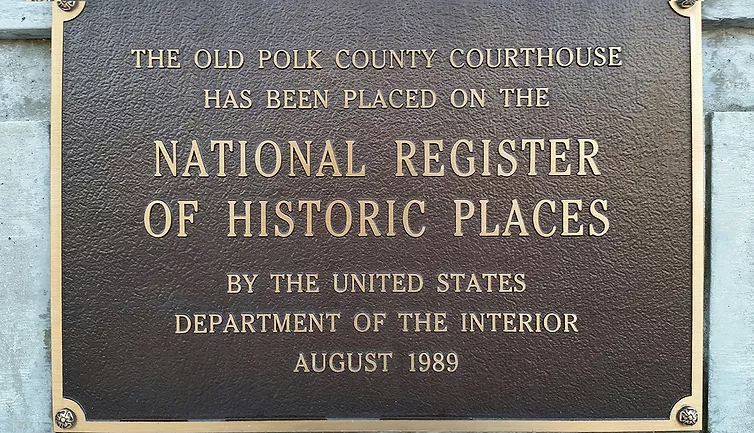 THE OLD POLK COUNTY COURTHOUSE
HAS BEEN PLACED ON THE
NATIONAL REGISTER
OF HISTORIC PLACES
BY THE UNITED STATES
DEPARTMENT OF THE INTERIOR
AUGUST 1989